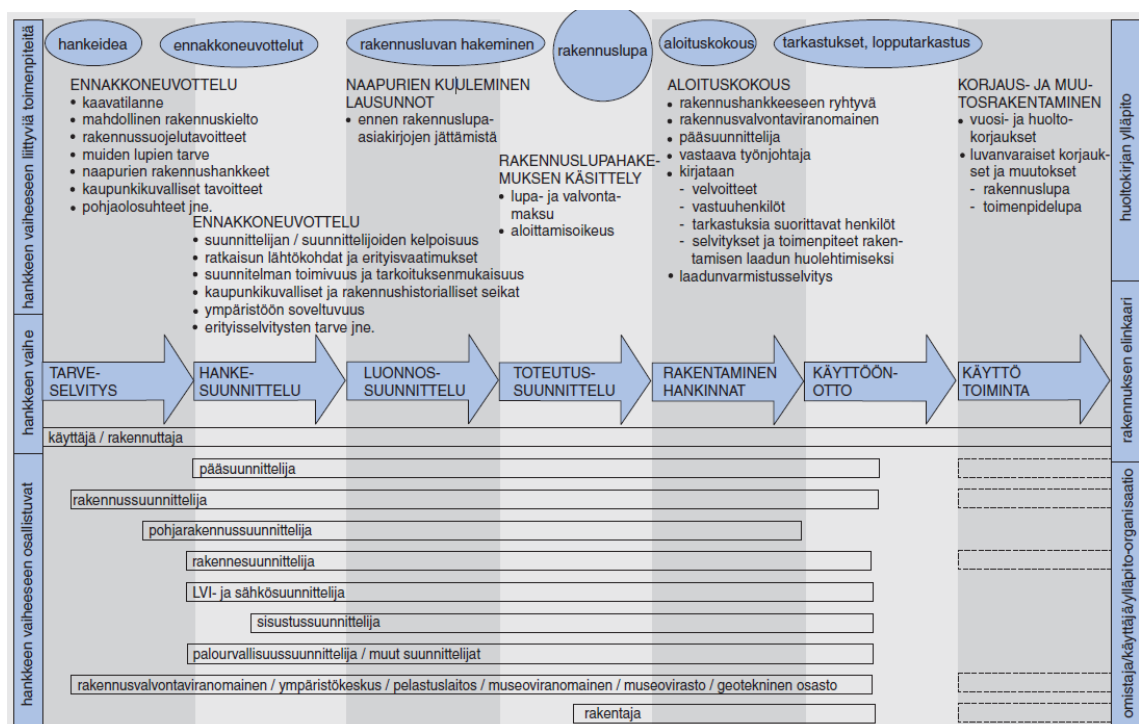 hankeidea
ennakkoneuvottelut
rakennusluvan hakeminen
rakennuslupa
aloituskokous
tarkastukset, lopputarkastus
hankkeen vaiheeseen liittyviä toimenpiteitä
ENNAKKONEUVOTTELU
• kaavatilanne
• mahdollinen rakennuskielto
• rakennussuojelutavoitteet
• muiden lupien tarve
• naapurien rakennushankkeet
• kaupunkikuvalliset tavoitteet
• pohjaolosuhteet jne.
ENNAKKONEUVOTTELU
• suunnittelijan / suunnittelijoiden kelpoisuus
• ratkaisun lähtökohdat ja erityisvaatimukset
• suunnitelman toimivuus ja tarkoituksenmukaisuus
• kaupunkikuvalliset ja rakennushistorialliset seikat
• ympäristöön soveltuvuus
• erityisselvitysten tarve jne.
NAAPURIEN KUULEMINEN
LAUSUNNOT
• ennen rakennuslupa-
asiakirjojen jättämistä
RAKENNUSLUPAHAKE-
MUKSEN KÄSITTELY
• lupa- ja valvonta-
maksu
• aloittamisoikeus
ALOITUSKOKOUS
• rakennushankkeeseen ryhtyvä
• rakennusvalvontaviranomainen
• pääsuunnittelija
• vastaava työnjohtaja
• kirjataan
- velvoitteet
- vastuuhenkilöt
- tarkastuksia suorittavat henkilöt
- selvitykset ja toimenpiteet raken-
tamisen laadun huolehtimiseksi
• laadunvarmistusselvitys
KORJAUS- JA MUU-
TOSRAKENTAMINEN
• vuosi- ja huolto-
korjaukset
• luvanvaraiset korjauk-
set ja muutokset
- rakennuslupa
- toimenpidelupa
huoltokirjan ylläpito
hankkeen vaihe
TARVE-
SELVITYS
HANKE-
SUUNNITTELU
LUONNOS-
SUUNNITTELU
TOTEUTUS-
SUUNNITTELU
RAKENTAMINEN
HANKINNAT
KÄYTTÖÖN-
OTTO
KÄYTTÖ
TOIMINTA
rakennuksen elinkaari
hankkeen vaiheeseen osallistuvat
käyttäjä / rakennuttaja
pääsuunnittelija
rakennussuunnittelija
pohjarakennussuunnittelija
rakennesuunnittelija
LVI- ja sähkösuunnittelija
sisustussuunnittelija
palourvallisuussuunnittelija / muut suunnittelijat
rakennusvalvontaviranomainen / ympäristökeskus / pelastuslaitos / museoviranomainen / museovirasto / geotekninen osasto
rakentaja
omistaja/käyttäjä/ylläpito-organisaatio